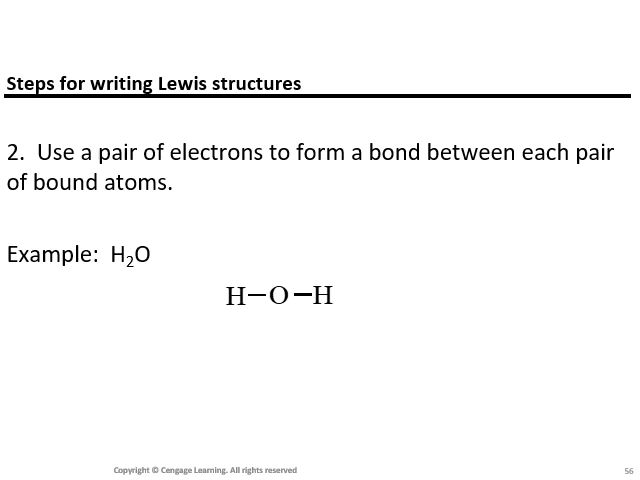 Steps for writing Lewis structures
2. Use a pair of electrons to form a bond between each pair
of bound atoms.
Example: H₂O
H—O—H
Copyright © Cengage Learning. All rights reserved
56